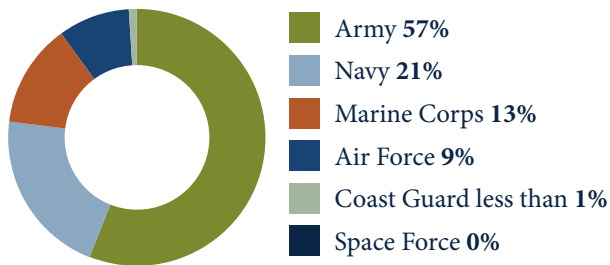 Army 57%
Navy 21%
Marine Corps 13%
Air Force 9%
Coast Guard less than 1%
Space Force 0%